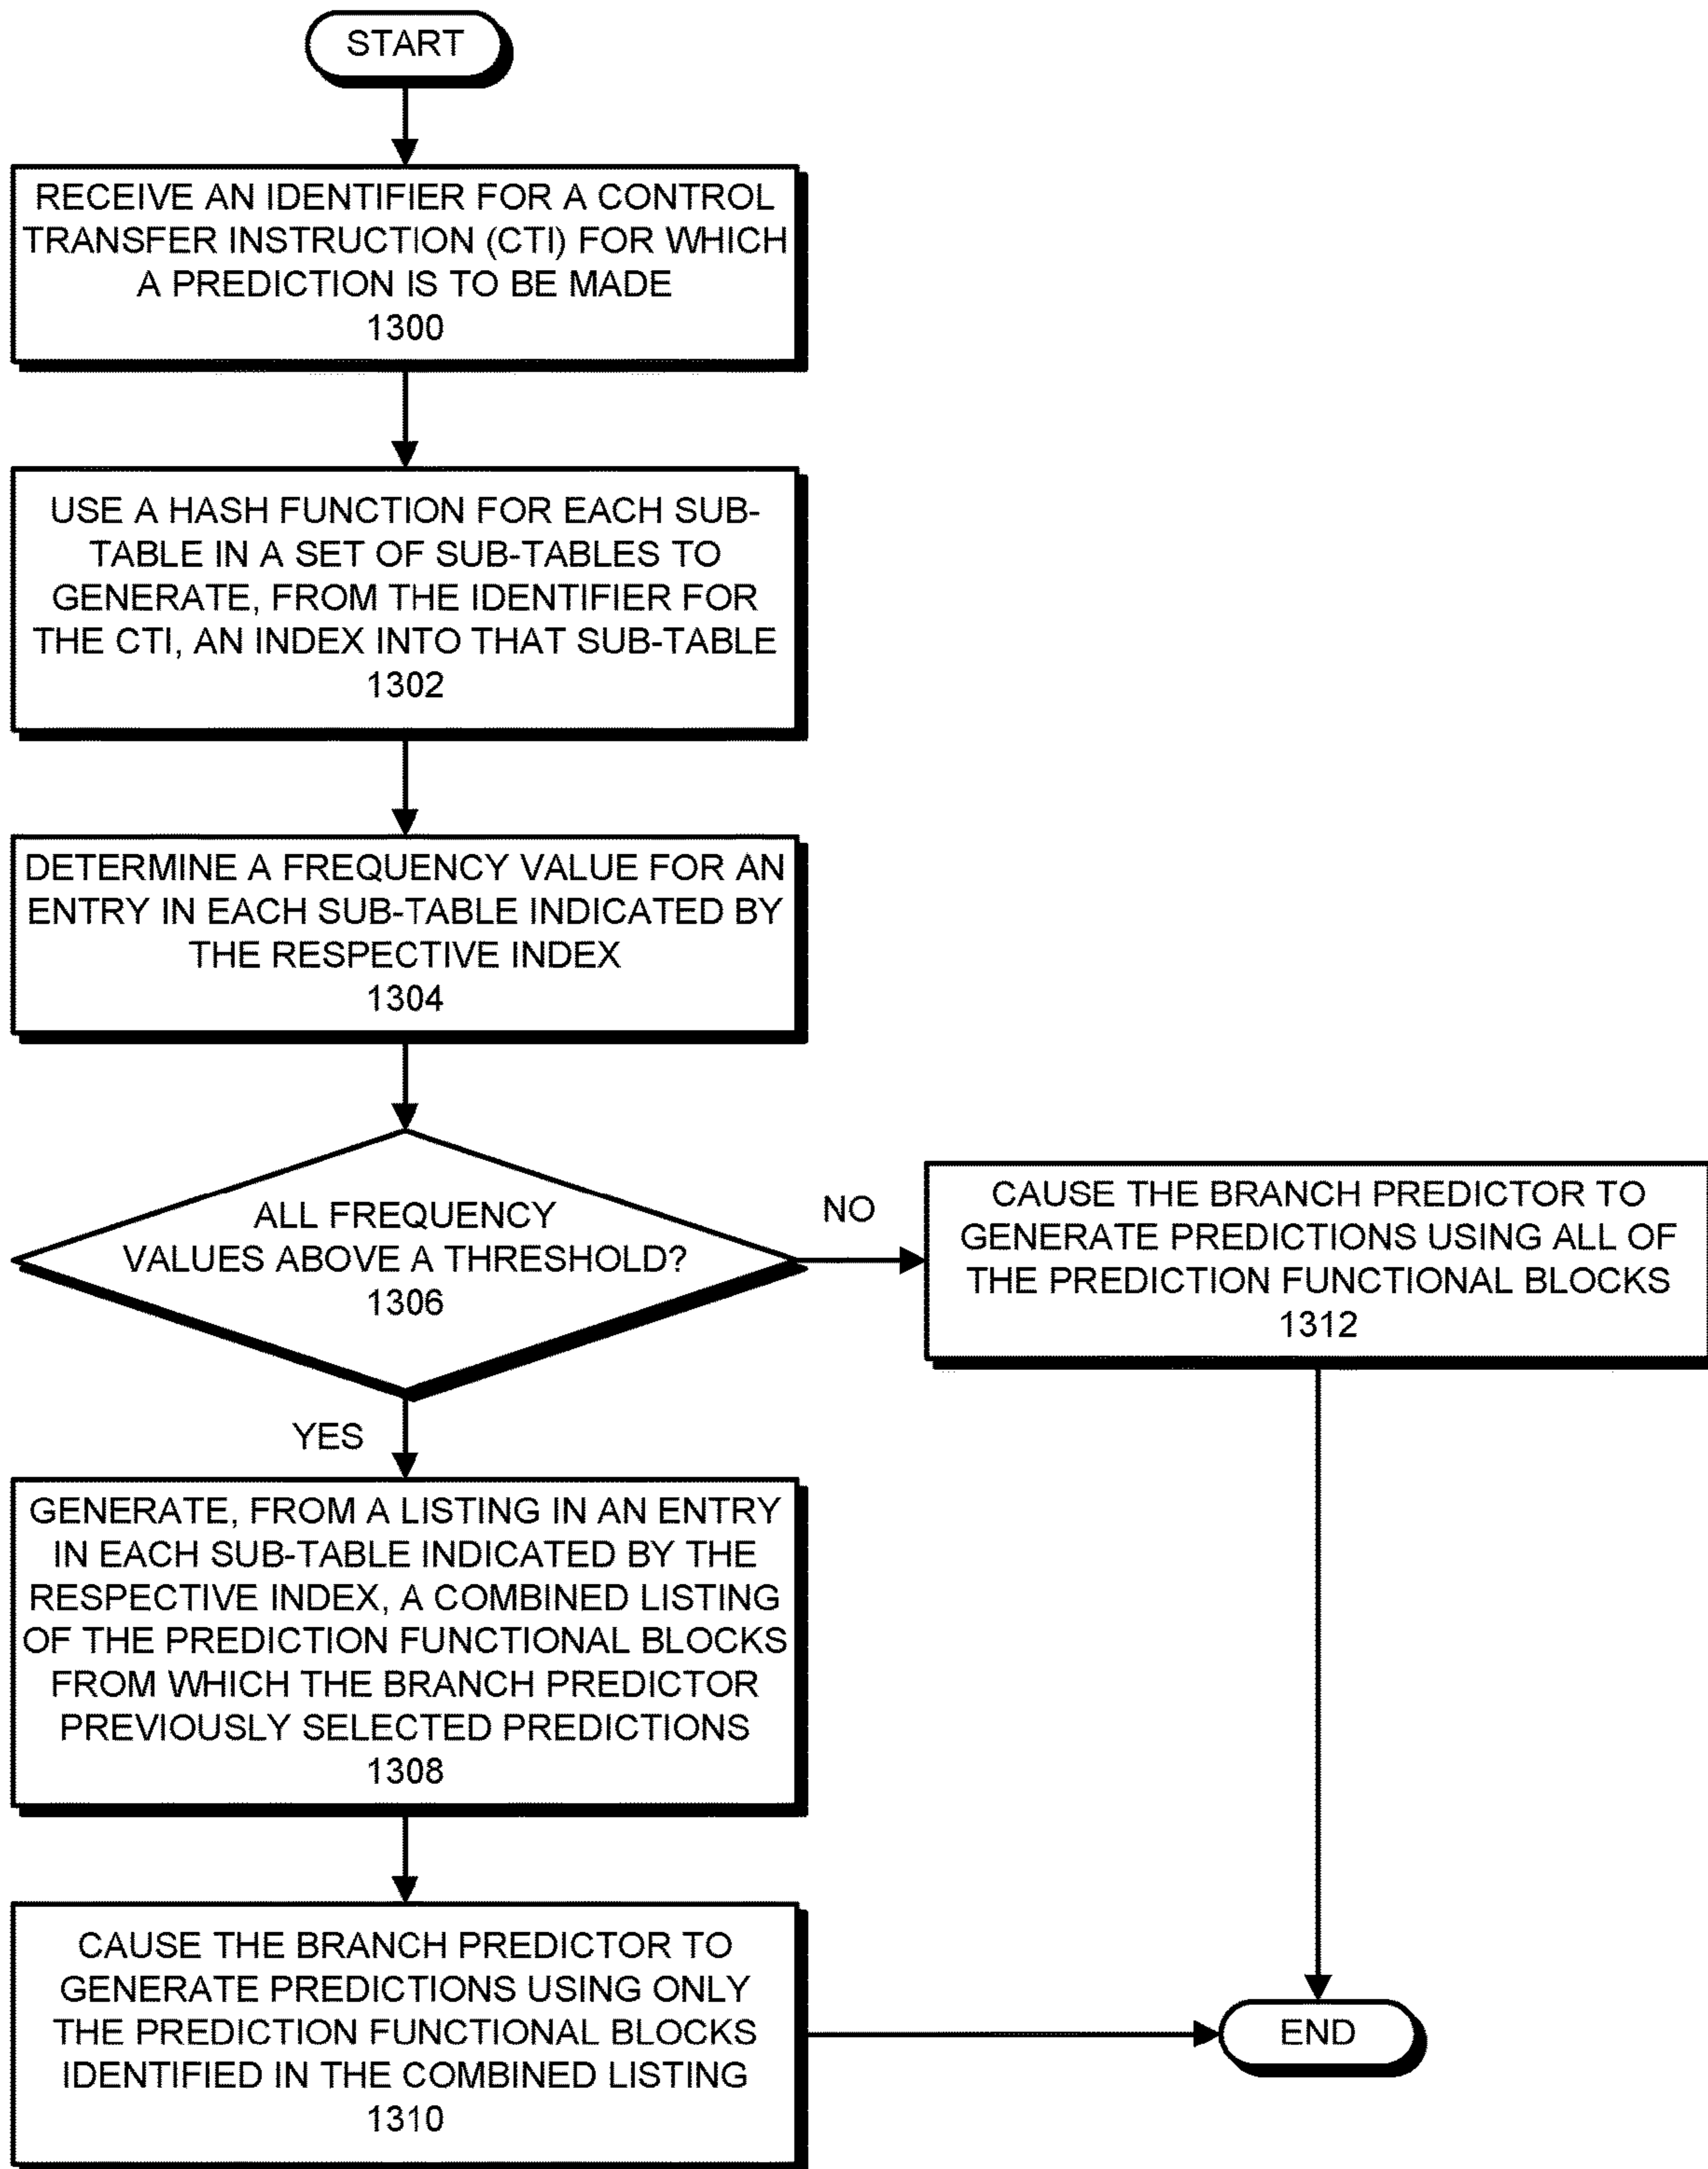 START
RECEIVE AN IDENTIFIER FOR A CONTROL
TRANSFER INSTRUCTION (CTI) FOR WHICH
A PREDICTION IS TO BE MADE
1300
USE A HASH FUNCTION FOR EACH SUB-
TABLE IN A SET OF SUB-TABLES TO
GENERATE, FROM THE IDENTIFIER FOR
THE CTI, AN INDEX INTO THAT SUB-TABLE
1302
DETERMINE A FREQUENCY VALUE FOR AN
ENTRY IN EACH SUB-TABLE INDICATED BY
THE RESPECTIVE INDEX
1304
ALL FREQUENCY
VALUES ABOVE A THRESHOLD?
1306
NO
CAUSE THE BRANCH PREDICTOR TO
GENERATE PREDICTIONS USING ALL OF
THE PREDICTION FUNCTIONAL BLOCKS
1312
YES
GENERATE, FROM A LISTING IN AN ENTRY
IN EACH SUB-TABLE INDICATED BY THE
RESPECTIVE INDEX, A COMBINED LISTING
OF THE PREDICTION FUNCTIONAL BLOCKS
FROM WHICH THE BRANCH PREDICTOR
PREVIOUSLY SELECTED PREDICTIONS
1308
CAUSE THE BRANCH PREDICTOR TO
GENERATE PREDICTIONS USING ONLY
THE PREDICTION FUNCTIONAL BLOCKS
IDENTIFIED IN THE COMBINED LISTING
1310
END